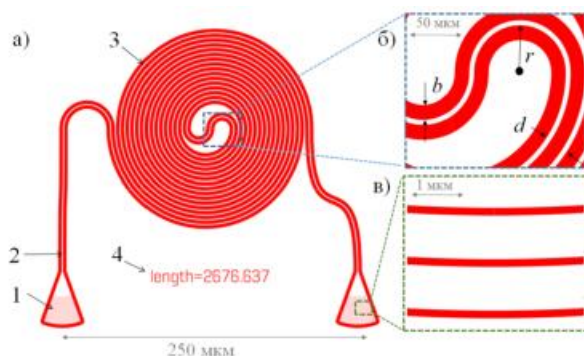 а)
3
2
4
length=2676.637
1
250 мкм
б)
50 мкм
r
b
d
в)
1 мкм